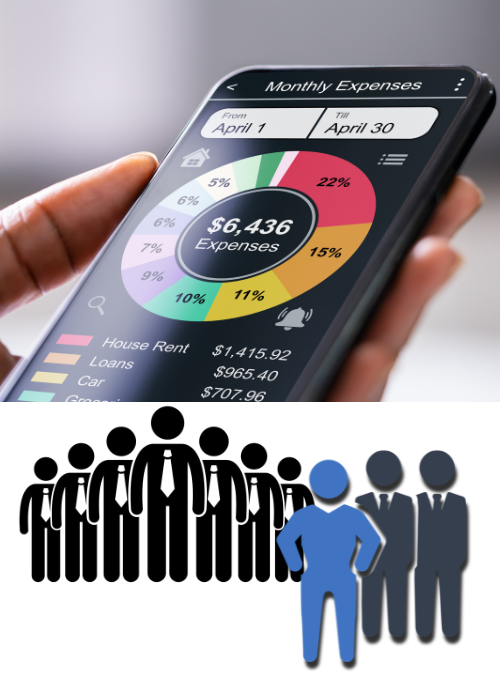 < Monthly Expenses
From Till
April 1 April 30
5% 22%
6%
6% $6,436
Expenses
7% 15%
9%
10% 11%
House Rent $1,415.92
Loans $965.40
Car $707.96